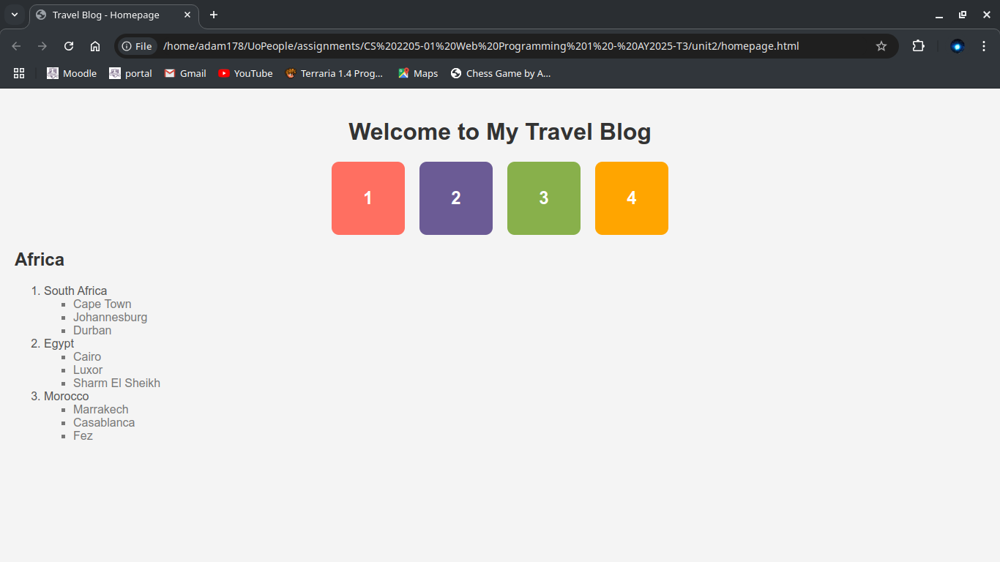 Travel Blog - Homepage
File /home/adam178/UoPeople/assignments/CS%202205-01%20Web%20Programming%201%20-%20AY2025-T3/unit2/homepage.html
Moodle portal Gmail YouTube Terraria 1.4 Prog... Maps Chess Game by A...
Welcome to My Travel Blog
1 2 3 4
Africa
1. South Africa
Cape Town
Johannesburg
Durban
2. Egypt
Cairo
Luxor
Sharm El Sheikh
3. Morocco
Marrakech
Casablanca
Fez